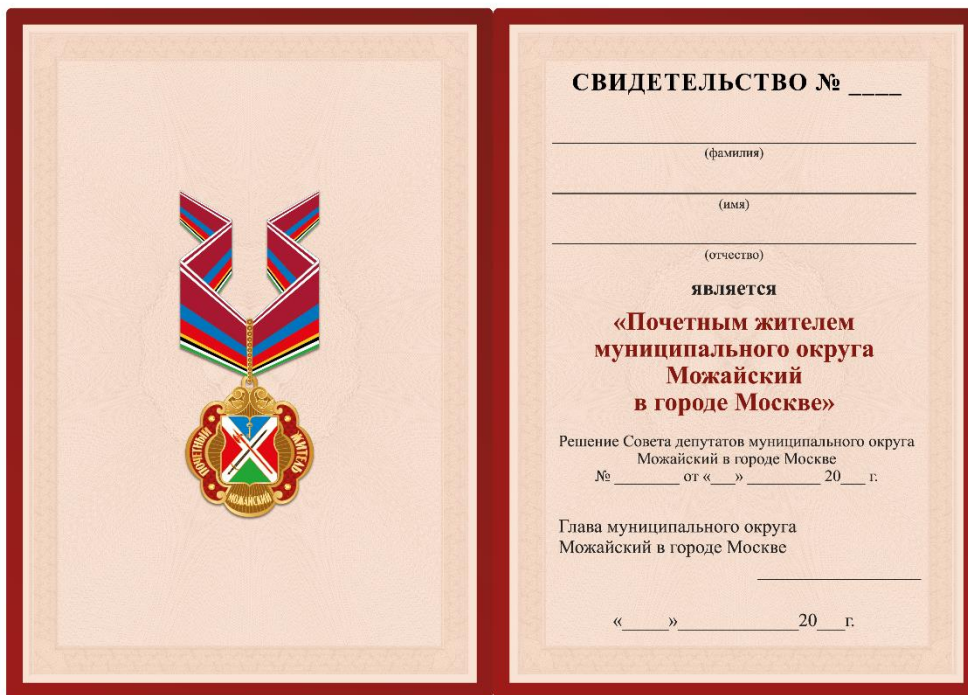 ПОЧЕТНЫЙ ЖИТЕЛЬ
МОЖАЙСКИЙ
СВИДЕТЕЛЬСТВО № ____
(фамилия)
(имя)
(отчество)
является
«Почетным жителем
муниципального округа
Можайский
в городе Москве»
Решение Совета депутатов муниципального округа
Можайский в городе Москве
№ ________ от «___» _________ 20___ г.
Глава муниципального округа
Можайский в городе Москве
«_____»_____________20___г.